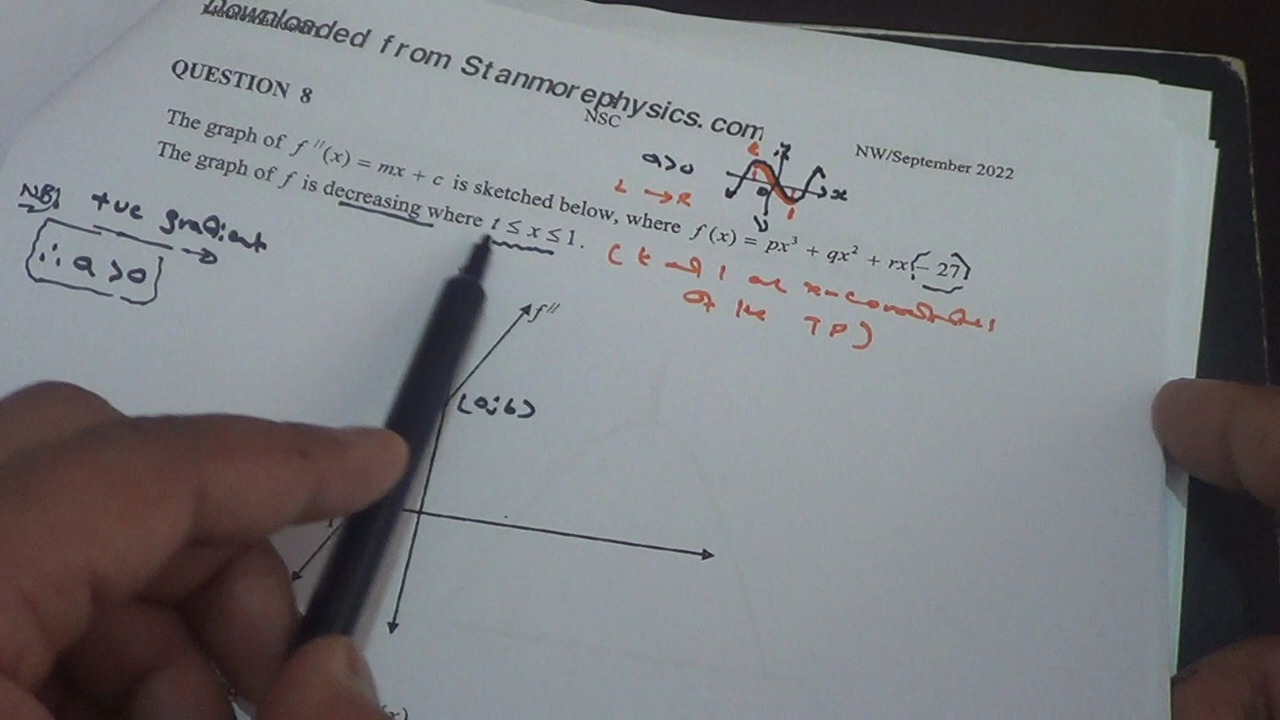 Downloaded from Stanmorephysics.com
NSC
NW/September 2022
QUESTION 8
The graph of f ''(x) = mx + c is sketched below, where f (x) = px³ + qx² + rx(− 27)
The graph of f is decreasing where t ≤ x ≤ 1.
NB! +ve gradient
∴ a >0
a>0
L → R
x
(t and 1 are x-coordinates
of the TP)
f''
(0;6)